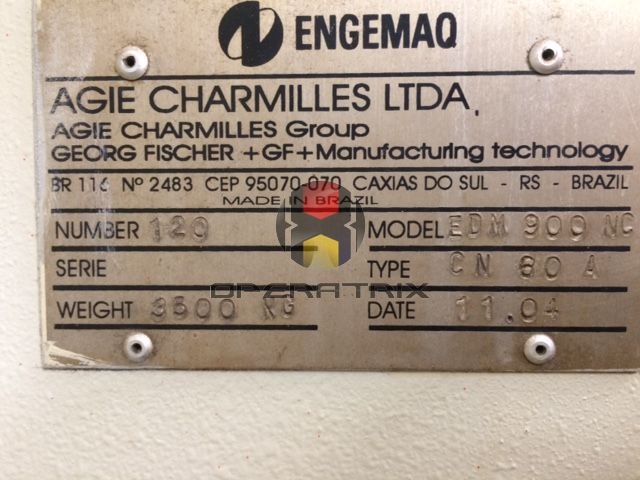 ENGEMAQ
AGIE CHARMILLES LTDA.
AGIE CHARMILLES Group
GEORG FISCHER +GF+Manufacturing technology
BR 116 Nº 2483 CEP 95070-070 CAXIAS DO SUL - RS - BRAZIL
MADE IN BRAZIL
NUMBER 120 MODEL EDM 900 NC
SERIE TYPE CN 60 A
OPERATRIX
WEIGHT 3500 KG DATE 11.04